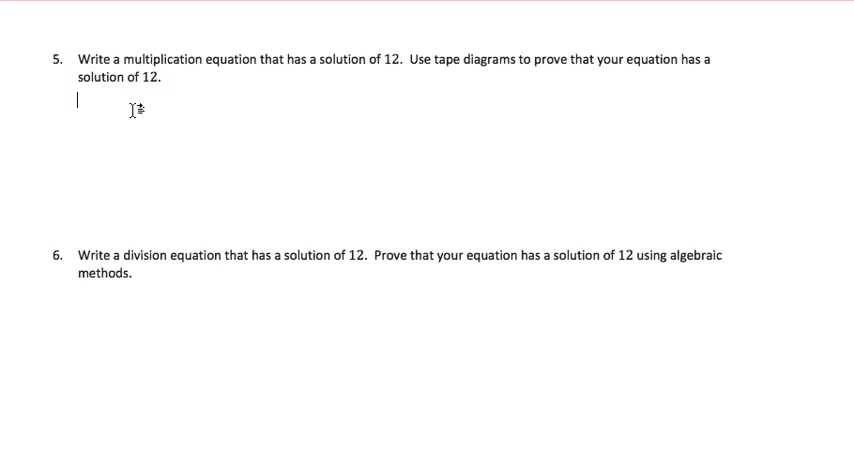 5. Write a multiplication equation that has a solution of 12. Use tape diagrams to prove that your equation has a
solution of 12.
6. Write a division equation that has a solution of 12. Prove that your equation has a solution of 12 using algebraic
methods.